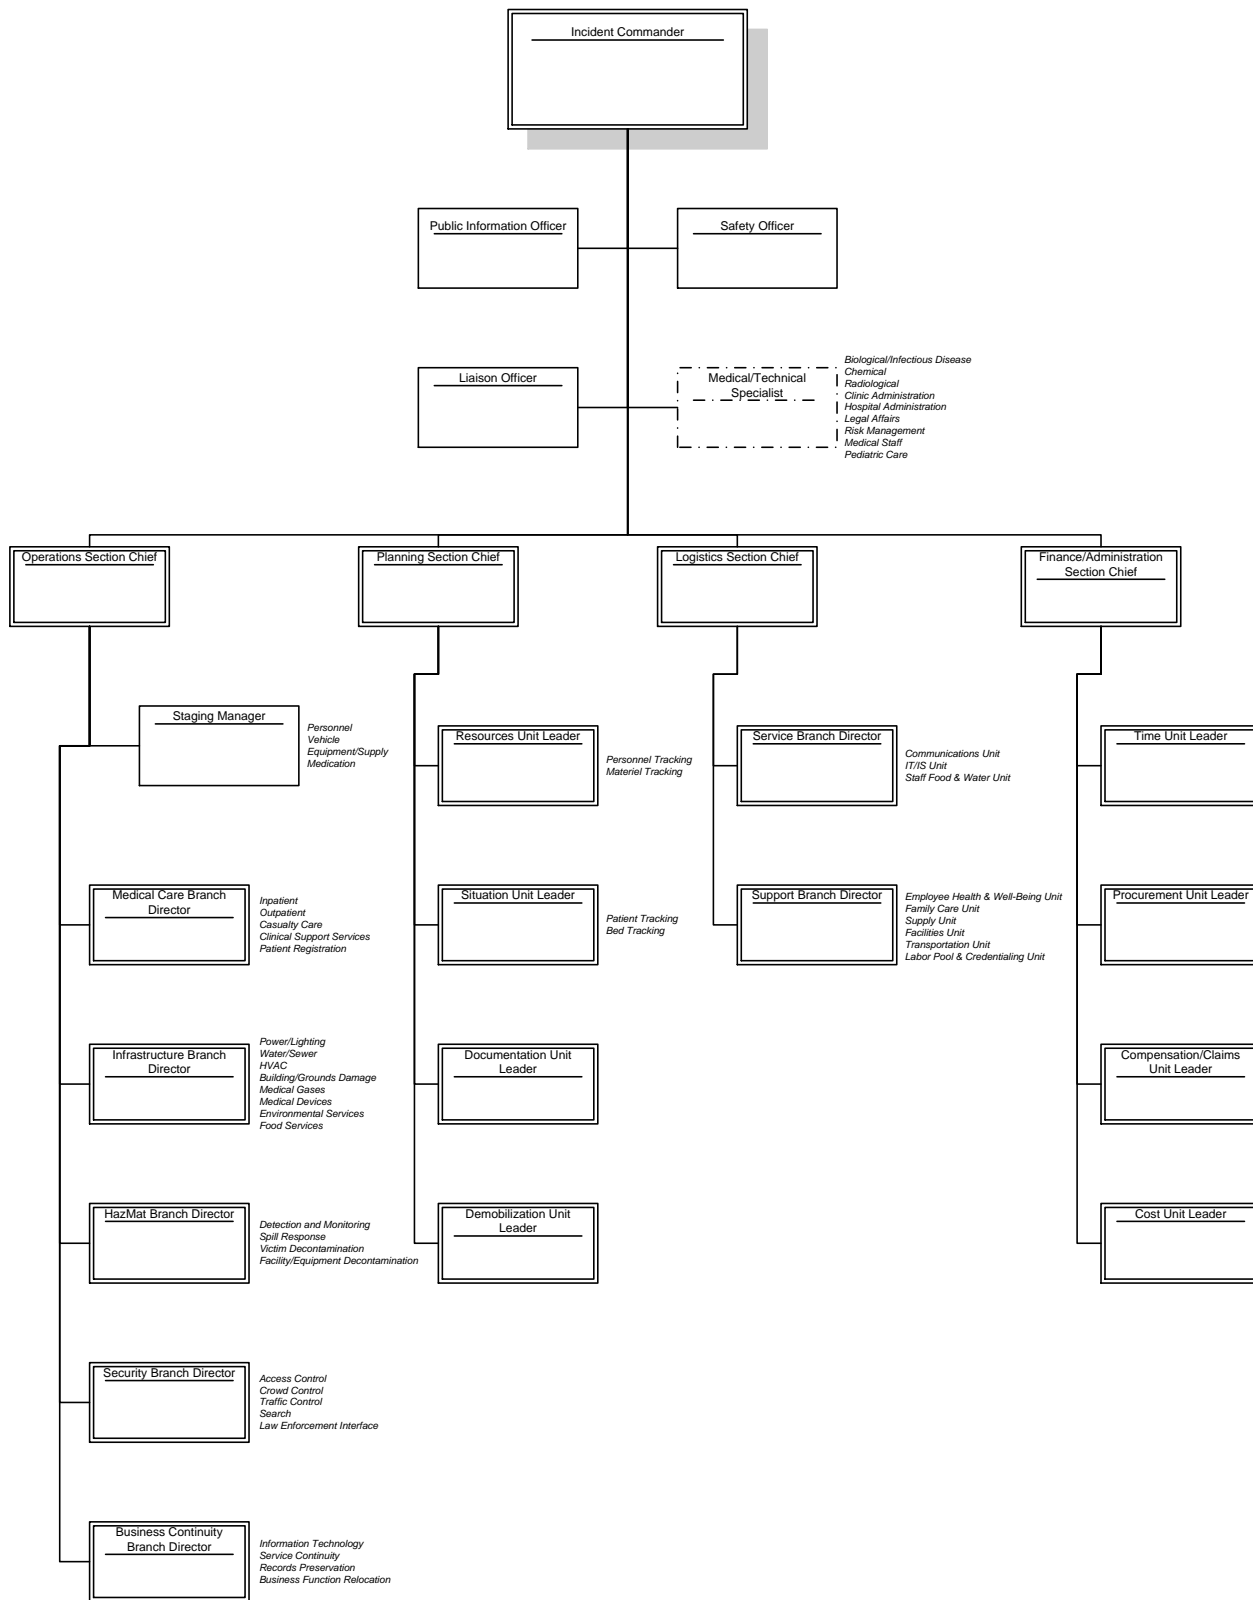 Incident Commander
Public Information Officer
Safety Officer
Liaison Officer
Medical/Technical
Specialist
Biological/Infectious Disease
Chemical
Radiological
Clinic Administration
Hospital Administration
Legal Affairs
Risk Management
Medical Staff
Pediatric Care
Operations Section Chief
Planning Section Chief
Logistics Section Chief
Finance/Administration
Section Chief
Staging Manager
Personnel
Vehicle
Equipment/Supply
Medication
Resources Unit Leader
Personnel Tracking
Materiel Tracking
Service Branch Director
Communications Unit
IT/IS Unit
Staff Food & Water Unit
Time Unit Leader
Medical Care Branch
Director
Inpatient
Outpatient
Casualty Care
Clinical Support Services
Patient Registration
Situation Unit Leader
Patient Tracking
Bed Tracking
Support Branch Director
Employee Health & Well-Being Unit
Family Care Unit
Supply Unit
Facilities Unit
Transportation Unit
Labor Pool & Credentialing Unit
Procurement Unit Leader
Infrastructure Branch
Director
Power/Lighting
Water/Sewer
HVAC
Building/Grounds Damage
Medical Gases
Medical Devices
Environmental Services
Food Services
Documentation Unit
Leader
Compensation/Claims
Unit Leader
HazMat Branch Director
Detection and Monitoring
Spill Response
Victim Decontamination
Facility/Equipment Decontamination
Demobilization Unit
Leader
Cost Unit Leader
Security Branch Director
Access Control
Crowd Control
Traffic Control
Search
Law Enforcement Interface
Business Continuity
Branch Director
Information Technology
Service Continuity
Records Preservation
Business Function Relocation